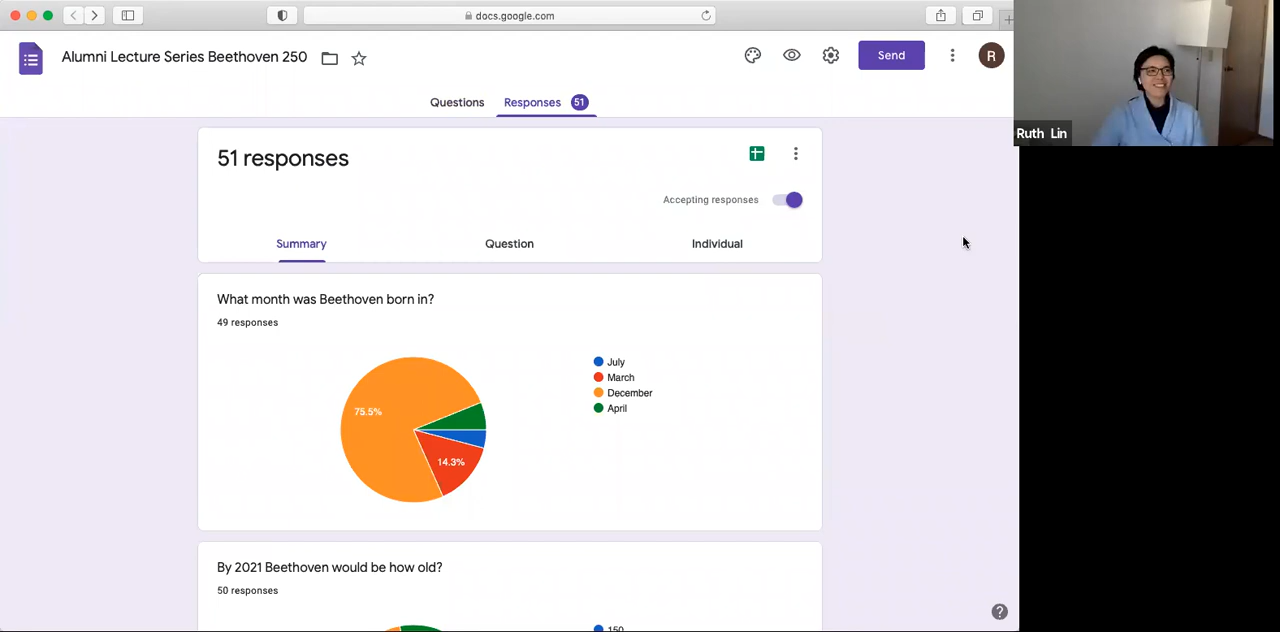 docs.google.com
Alumni Lecture Series Beethoven 250
Send
R
Questions
Responses 51
Ruth Lin
51 responses
Accepting responses
Summary
Question
Individual
What month was Beethoven born in?
49 responses
75.5%
14.3%
July
March
December
April
By 2021 Beethoven would be how old?
50 responses
150
?